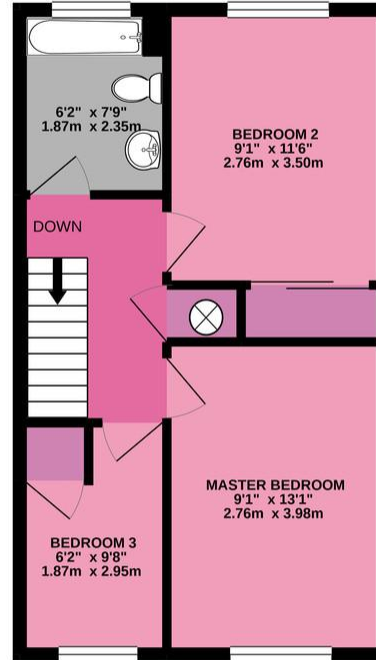 6'2"  x 7'9"
1.87m  x 2.35m
BEDROOM 2
9'1"  x 11'6"
2.76m  x 3.50m
DOWN
MASTER BEDROOM
9'1"  x 13'1"
2.76m  x 3.98m
BEDROOM 3
6'2"  x 9'8"
1.87m  x 2.95m